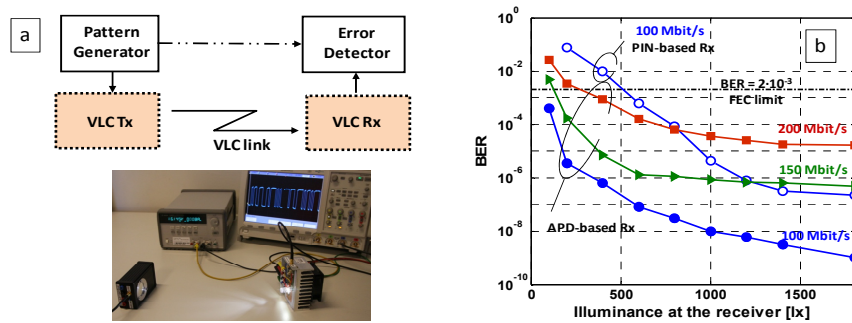 a
Pattern
Generator
Error
Detector
VLC Tx
VLC Rx
VLC link
b
10^0
10^-2
10^-4
10^-6
10^-8
10^-10
BER
100 Mbit/s
PIN-based Rx
BER = 2·10^-3
FEC limit
200 Mbit/s
150 Mbit/s
APD-based Rx
100 Mbit/s
0
500
1000
1500
Illuminance at the receiver [lx]